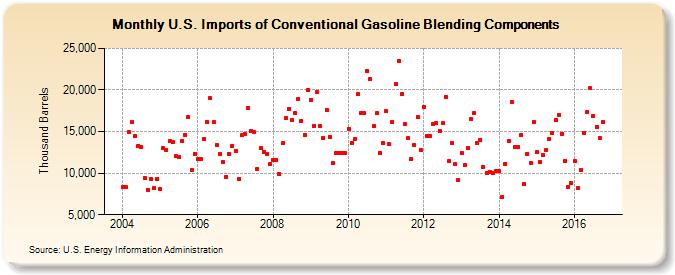 Monthly U.S. Imports of Conventional Gasoline Blending Components
Thousand Barrels
25,000
20,000
15,000
10,000
5,000
2004 2006 2008 2010 2012 2014 2016
Source: U.S. Energy Information Administration